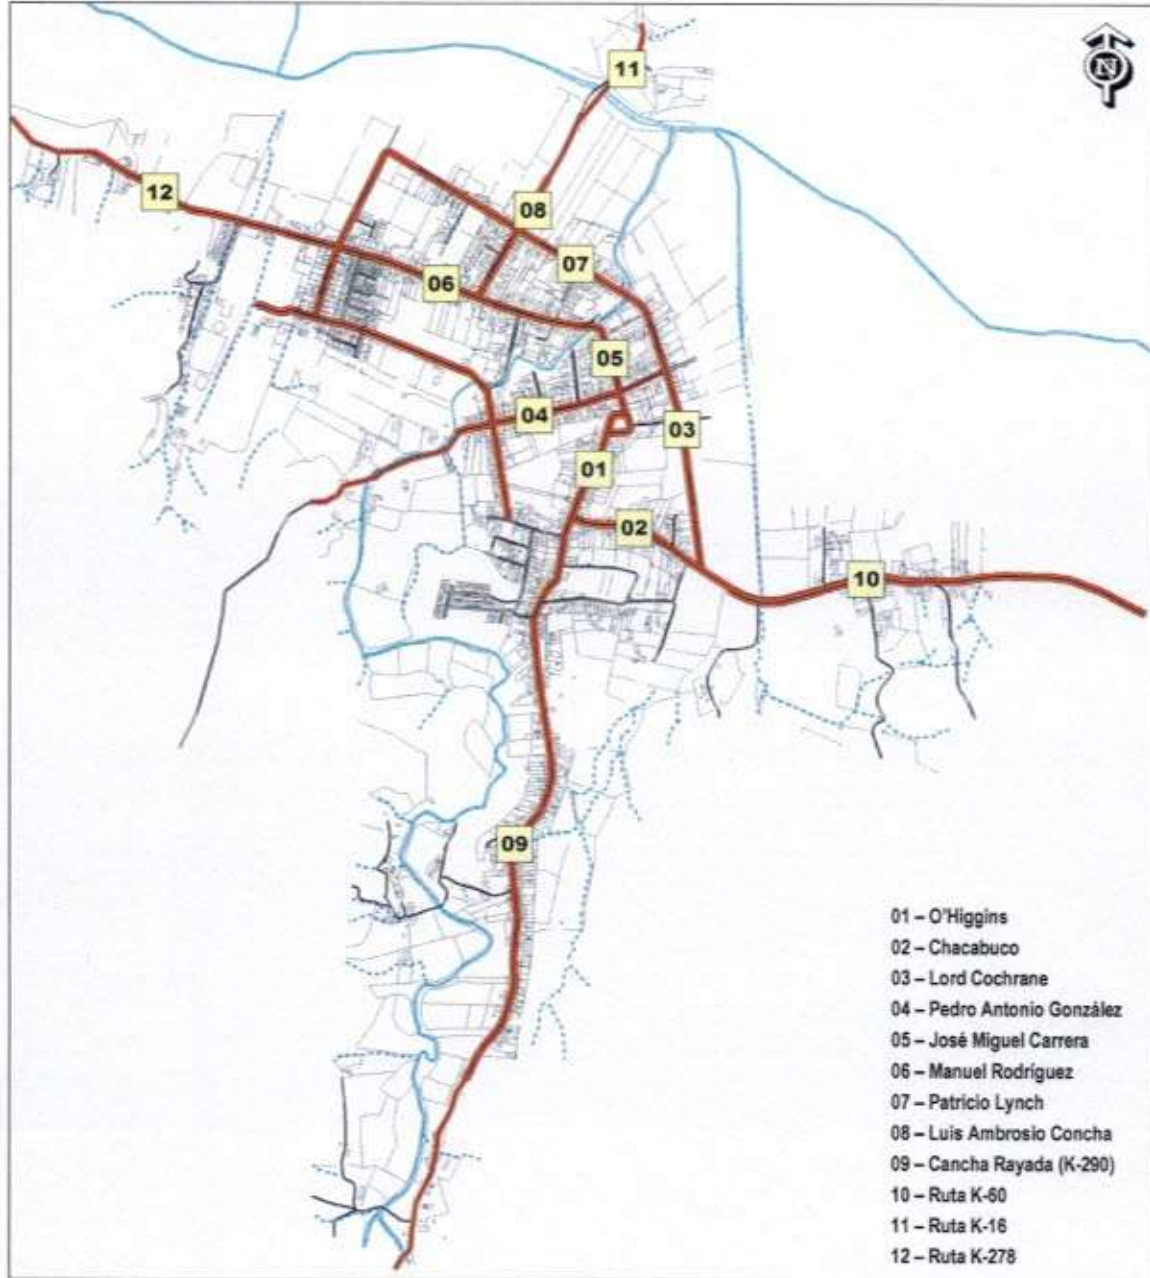 N
11
12
08
07
06
05
04
03
01
02
10
09
01 – O'Higgins
02 – Chacabuco
03 – Lord Cochrane
04 – Pedro Antonio González
05 – José Miguel Carrera
06 – Manuel Rodríguez
07 – Patricio Lynch
08 – Luis Ambrosio Concha
09 – Cancha Rayada (K-290)
10 – Ruta K-60
11 – Ruta K-16
12 – Ruta K-278